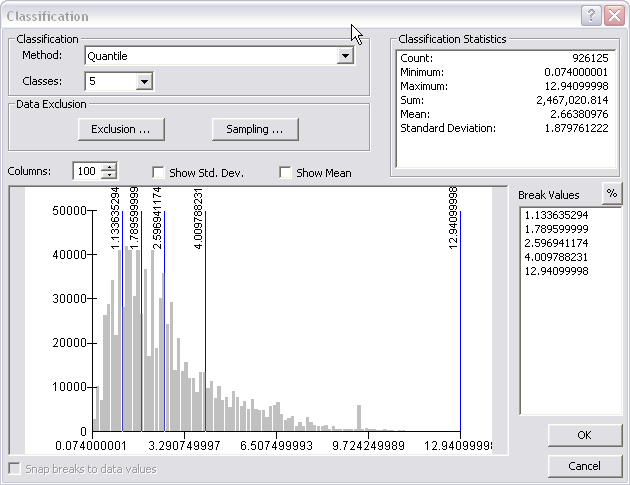 Classification
Classification
Method: Quantile
Classes: 5
Data Exclusion
Exclusion ...
Sampling ...
Classification Statistics
Count: 926125
Minimum: 0.074000001
Maximum: 12.94099998
Sum: 2,467,020.814
Mean: 2.66380976
Standard Deviation: 1.879761222
Columns: 100
Show Std. Dev.
Show Mean
Break Values
%
1.133635294
1.789599999
2.596941174
4.009788231
12.94099998
1.133635294
1.789599999
2.596941174
4.009788231
12.94099998
50000
40000
30000
20000
10000
0
0.074000001 3.290749997 6.507499993 9.724249989 12.94099998
OK
Cancel
Snap breaks to data values